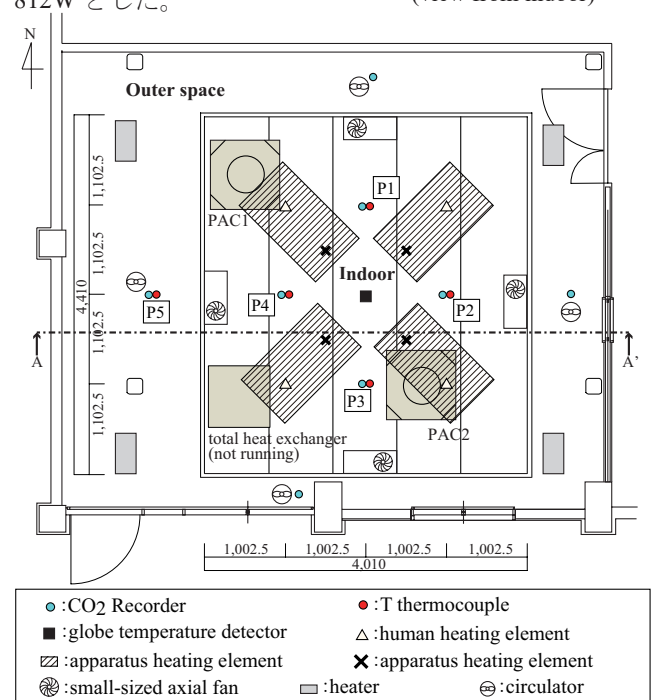 812W とした。
(view from indoor)
N
Outer space
P1
PAC1
Indoor
P4
P2
P5
P3
A
A'
1,102.5
1,102.5
4,410
1,102.5
1,102.5
total heat exchanger
(not running)
PAC2
1,002.5 1,002.5 1,002.5 1,002.5
4,010
:CO2 Recorder
:T thermocouple
:globe temperature detector
:human heating element
:apparatus heating element
:apparatus heating element
:small-sized axial fan
:heater
:circulator